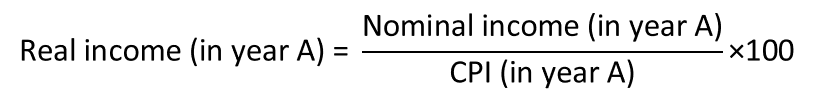 Nominal income (in year A)
Real income (in year A) = ×100
CPI (in year A)